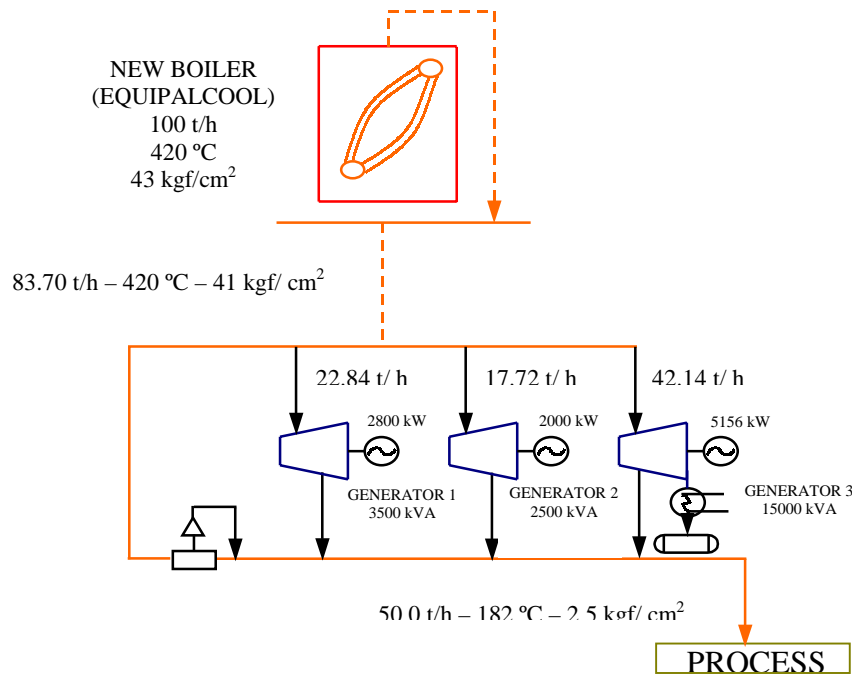 NEW BOILER
(EQUIPALCOOL)
100 t/h
420 ºC
43 kgf/cm²
83.70 t/h – 420 ºC – 41 kgf/ cm²
22.84 t/ h
17.72 t/ h
42.14 t/ h
2800 kW
2000 kW
5156 kW
GENERATOR 1
3500 kVA
GENERATOR 2
2500 kVA
GENERATOR 3
15000 kVA
50.0 t/h – 182 ºC – 2.5 kgf/ cm²
PROCESS